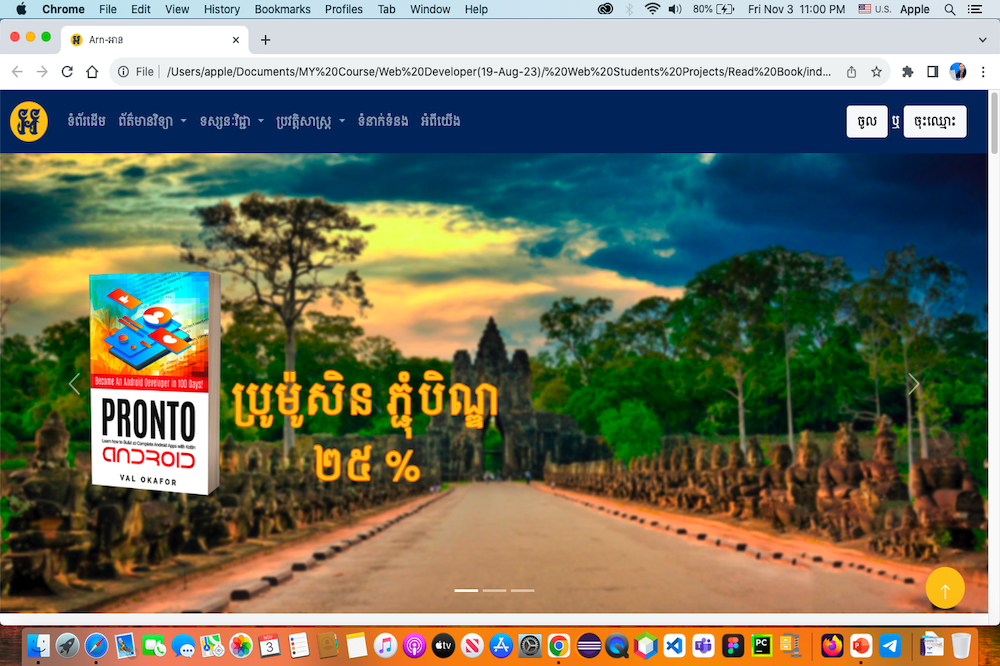 Chrome File Edit View History Bookmarks Profiles Tab Window Help 80% Fri Nov 3 11:00 PM U.S. Apple
Arn-អាន
File /Users/apple/Documents/MY%20Course/Web%20Developer(19-Aug-23)/%20Web%20Students%20Projects/Read%20Book/ind...
ទំព័រដើម ព័ត៌មានវិទ្យា ទស្សនៈវិជ្ជា ប្រវត្តិសាស្ត្រ ទំនាក់ទំនង អំពីយើង ចូល ឬ ចុះឈ្មោះ
Become An Android Developer in 100 Days!
PRONTO
Learn how to Build 10 Complete Android Apps with Kotlin
ANDROID
VAL OKAFOR
ប្រូម៉ូសិន ភ្ជុំបិណ្ឌ
២៥ %
NOV
3
tv
PC